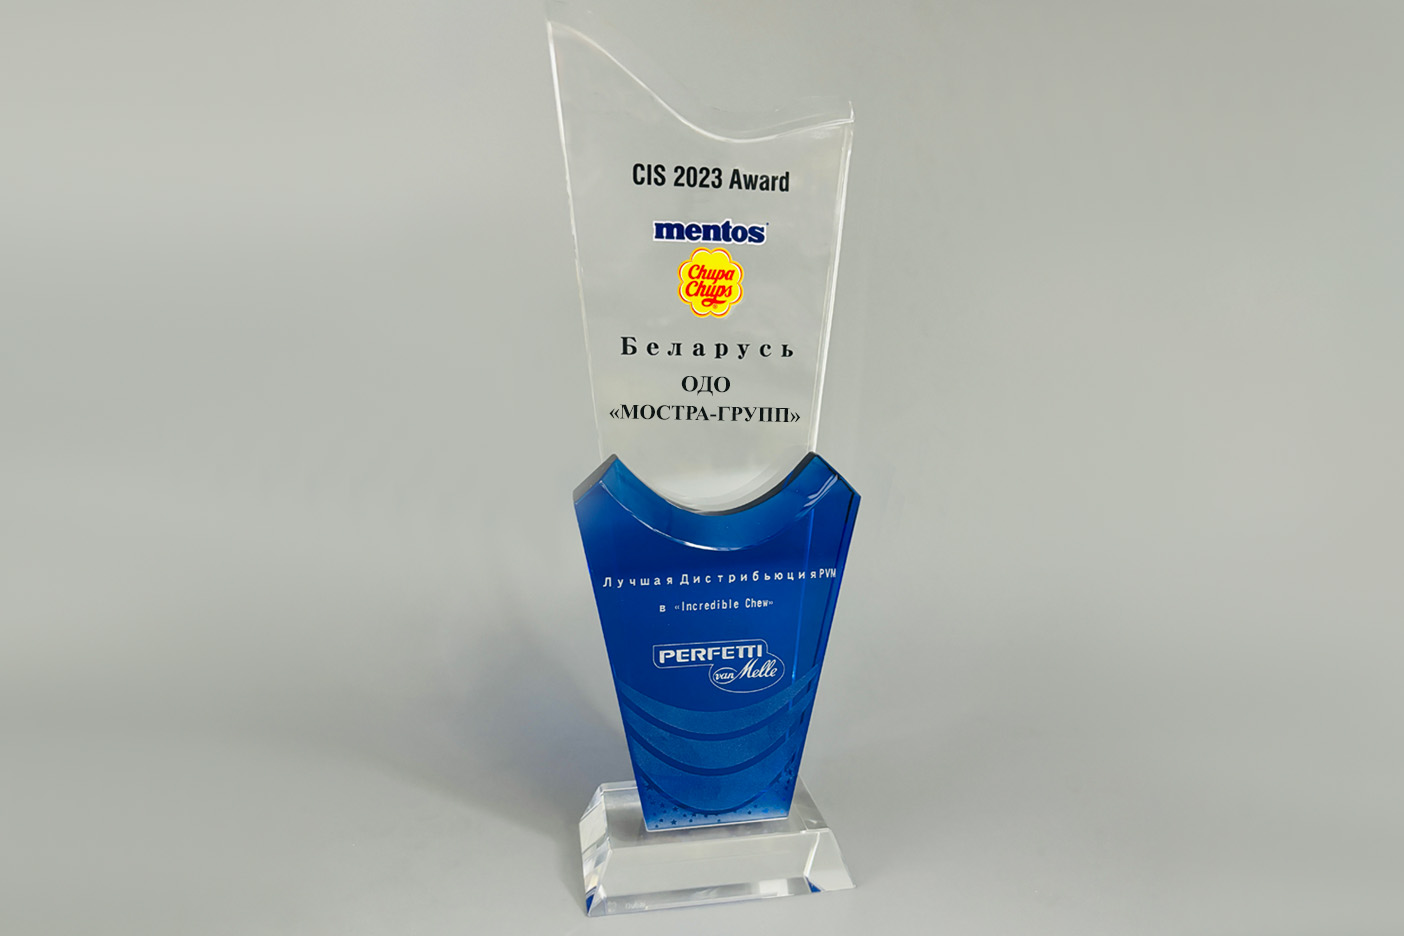 CIS 2023 Award
mentos
Chupa
Chups
Беларусь
ОДО
«МОСТРА-ГРУПП»
Лучшая Дистрибьюция PVM
в «Incredible Chew»
PERFETTI
van Melle